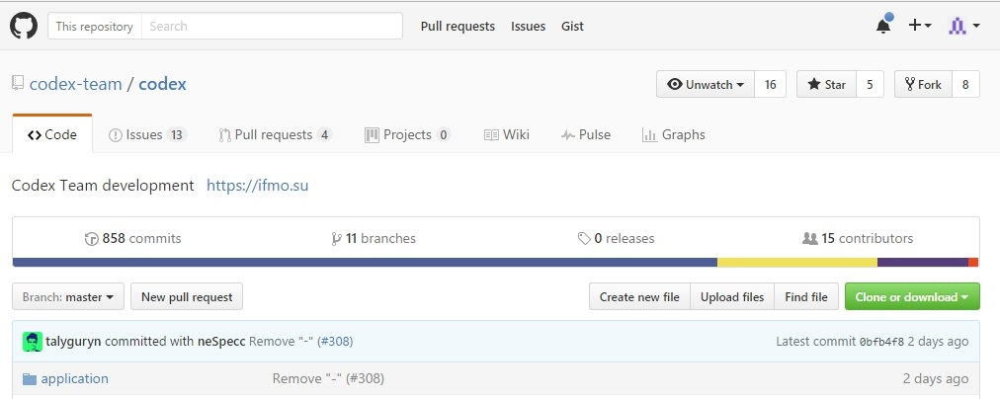 This repository Search Pull requests Issues Gist
codex-team / codex Unwatch 16 Star 5 Fork 8
Code Issues 13 Pull requests 4 Projects 0 Wiki Pulse Graphs
Codex Team development https://ifmo.su
858 commits 11 branches 0 releases 15 contributors
Branch: master New pull request Create new file Upload files Find file Clone or download
talyguryn committed with neSpecc Remove "-" (#308) Latest commit 0bfb4f8 2 days ago
application Remove "-" (#308) 2 days ago